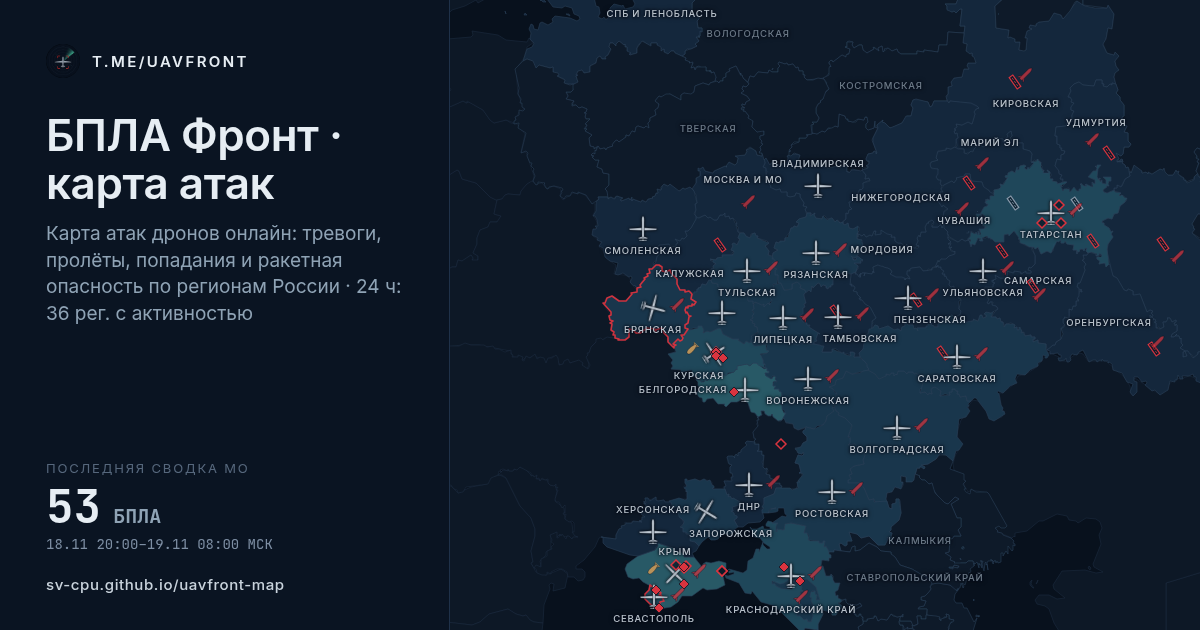 T.ME/UAVFRONT
БПЛА Фронт ·
карта атак
Карта атак дронов онлайн: тревоги,
пролёты, попадания и ракетная
опасность по регионам России · 24 ч:
36 рег. с активностью
ПОСЛЕДНЯЯ СВОДКА МО
53 БПЛА
18.11 20:00–19.11 08:00 МСК
sv-cpu.github.io/uavfront-map
СПБ И ЛЕНОБЛАСТЬ
ВОЛОГОДСКАЯ
КОСТРОМСКАЯ
КИРОВСКАЯ
УДМУРТИЯ
ТВЕРСКАЯ
МАРИЙ ЭЛ
ВЛАДИМИРСКАЯ
МОСКВА И МО
НИЖЕГОРОДСКАЯ
ЧУВАШИЯ
ТАТАРСТАН
СМОЛЕНСКАЯ
МОРДОВИЯ
КАЛУЖСКАЯ
РЯЗАНСКАЯ
САМАРСКАЯ
ТУЛЬСКАЯ
УЛЬЯНОВСКАЯ
ПЕНЗЕНСКАЯ
ОРЕНБУРГСКАЯ
БРЯНСКАЯ
ЛИПЕЦКАЯ
ТАМБОВСКАЯ
КУРСКАЯ
САРАТОВСКАЯ
БЕЛГОРОДСКАЯ
ВОРОНЕЖСКАЯ
ВОЛГОГРАДСКАЯ
ХЕРСОНСКАЯ
ДНР
РОСТОВСКАЯ
ЗАПОРОЖСКАЯ
КАЛМЫКИЯ
КРЫМ
СТАВРОПОЛЬСКИЙ КРАЙ
КРАСНОДАРСКИЙ КРАЙ
СЕВАСТОПОЛЬ